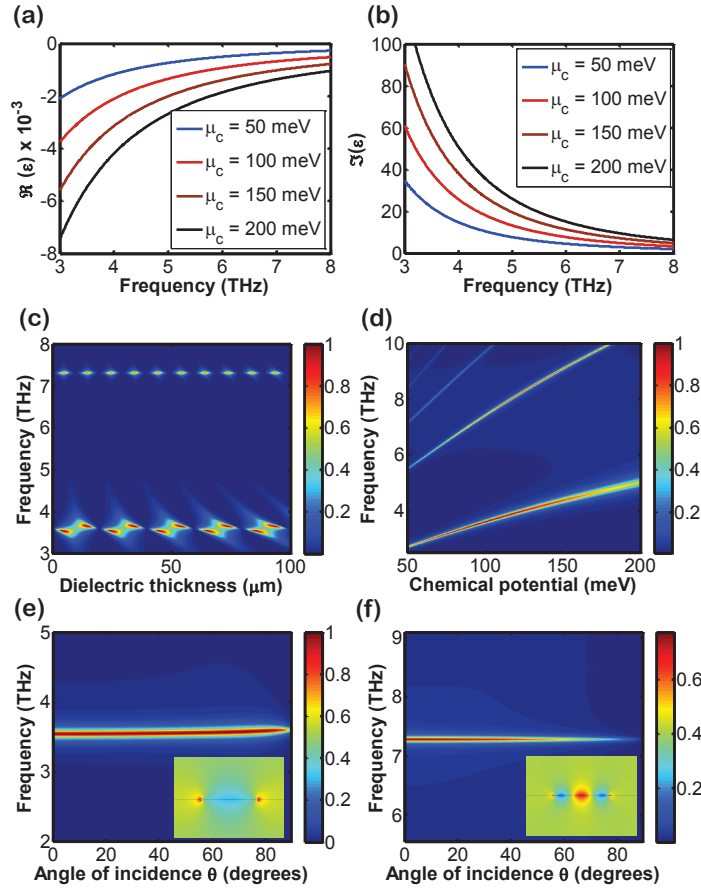 (a)
ℜ (ε) x 10⁻³
0
-2
-4
-6
-8
μc = 50 meV
μc = 100 meV
μc = 150 meV
μc = 200 meV
3 4 5 6 7 8
Frequency (THz)
(b)
ℑ(ε)
100
80
60
40
20
0
μc = 50 meV
μc = 100 meV
μc = 150 meV
μc = 200 meV
3 4 5 6 7 8
Frequency (THz)
(c)
Frequency (THz)
8
7
6
5
4
3
0 50 100
Dielectric thickness (μm)
1
0.8
0.6
0.4
0.2
(d)
Frequency (THz)
10
8
6
4
50 100 150 200
Chemical potential (meV)
1
0.8
0.6
0.4
0.2
(e)
Frequency (THz)
5
4
3
2
0 20 40 60 80
Angle of incidence θ (degrees)
1
0.8
0.6
0.4
0.2
0
(f)
Frequency (THz)
9
8
7
6
0 20 40 60 80
Angle of incidence θ (degrees)
0.6
0.4
0.2
0